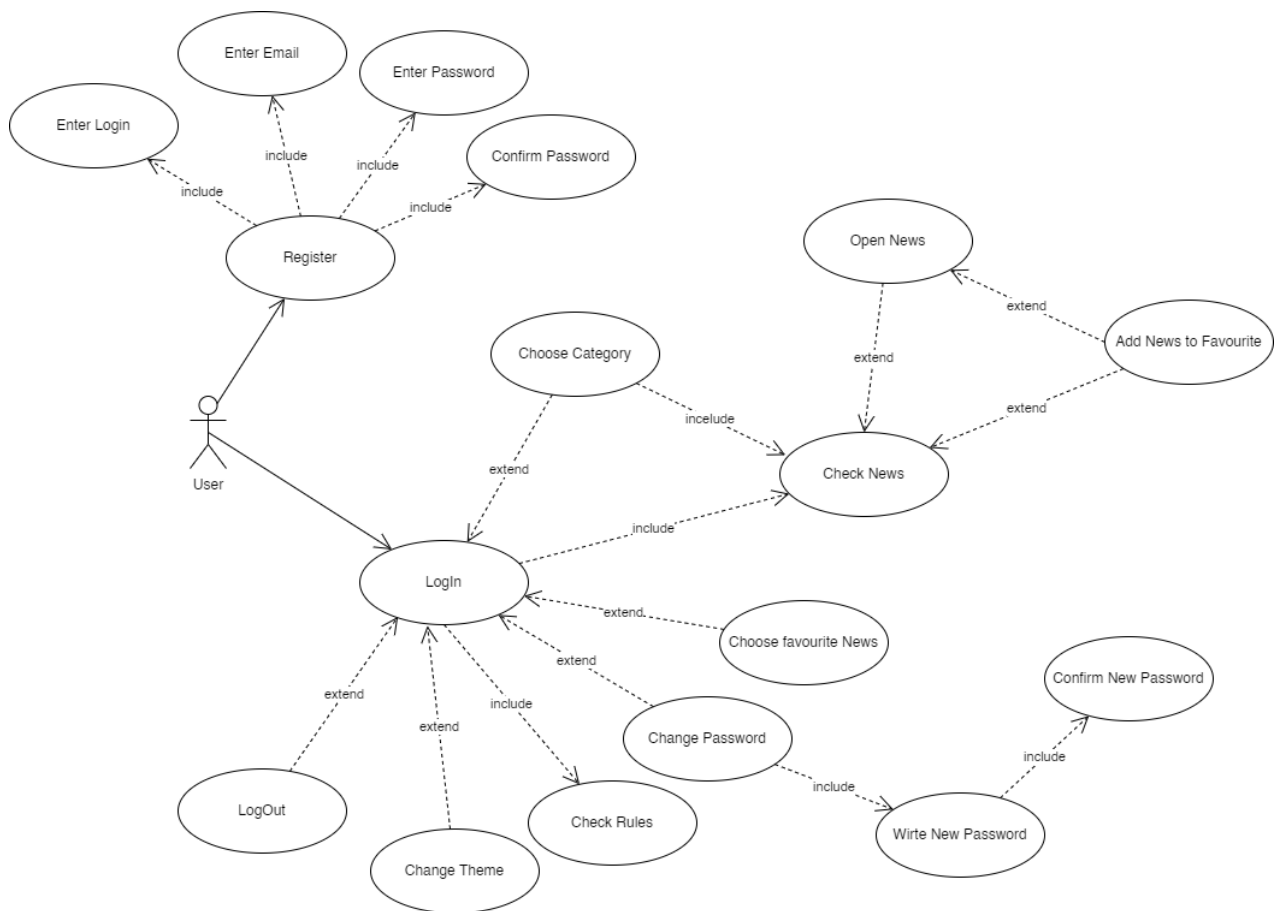 Enter Email
Enter Password
Enter Login
include
include
Confirm Password
include
include
Register
Open News
extend
Add News to Favourite
Choose Category
extend
incelude
extend
User
extend
Check News
include
LogIn
extend
Choose favourite News
extend
Confirm New Password
extend
include
extend
Change Password
include
include
LogOut
Check Rules
Wirte New Password
Change Theme